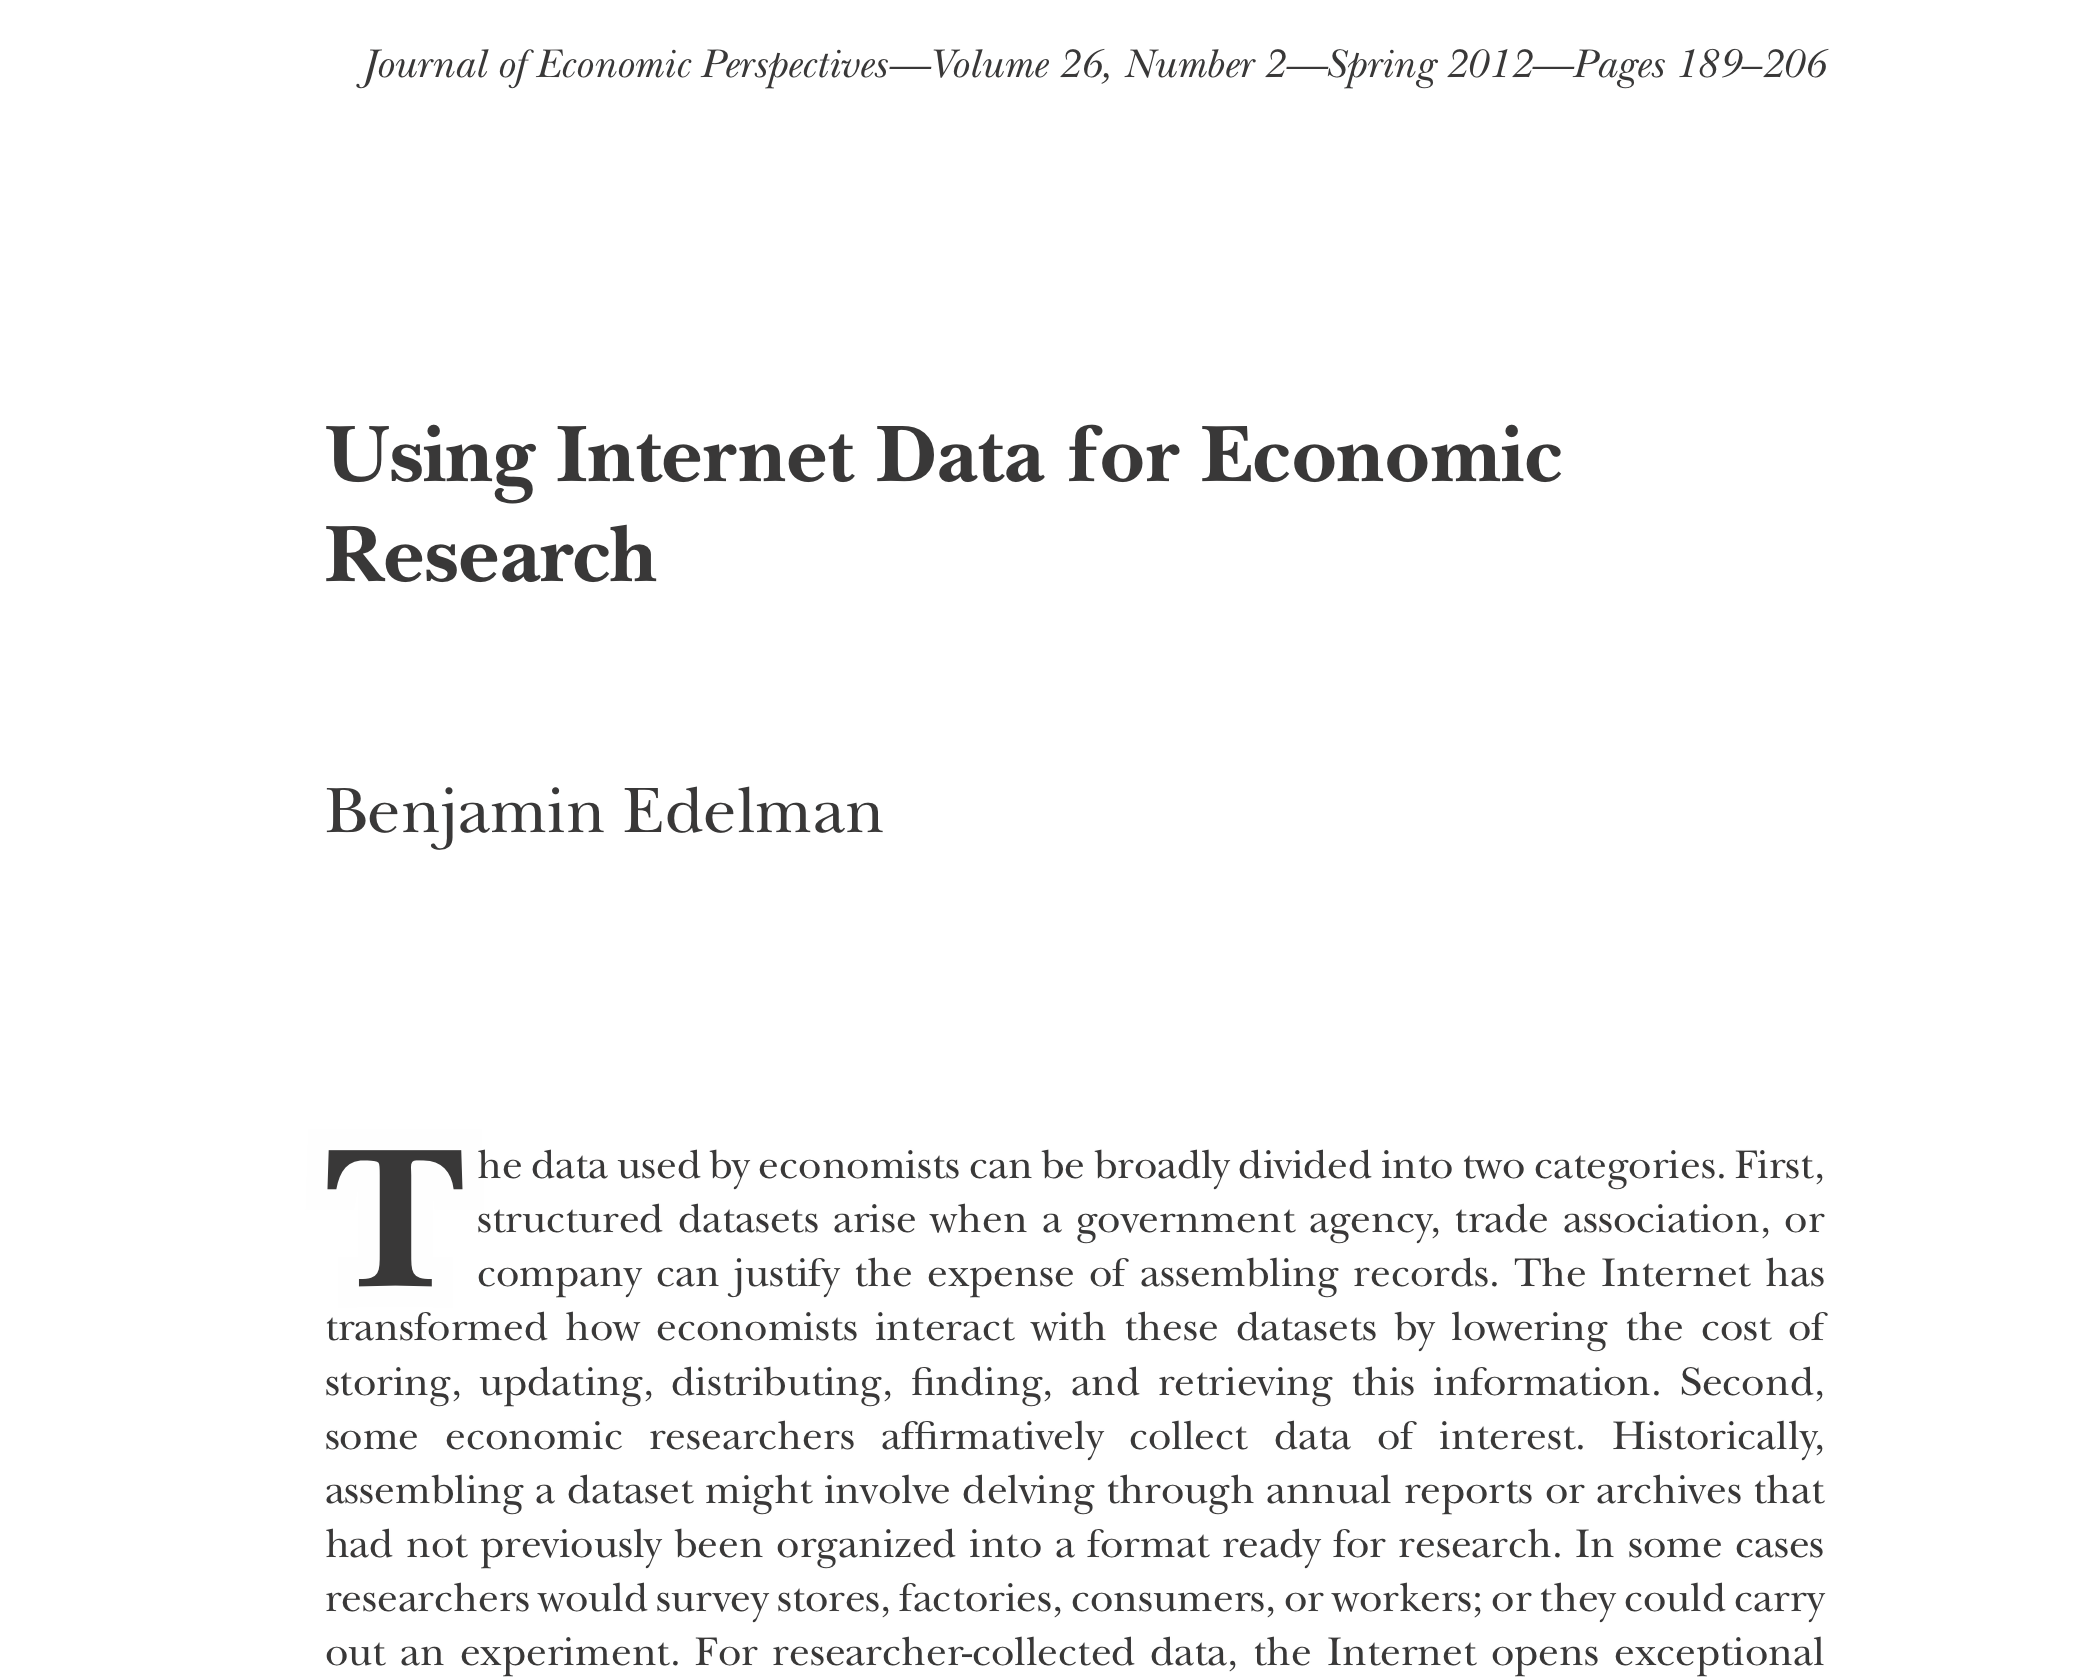 Journal of Economic Perspectives—Volume 26, Number 2—Spring 2012—Pages 189–206
Using Internet Data for Economic
Research
Benjamin Edelman
The data used by economists can be broadly divided into two categories. First,
structured datasets arise when a government agency, trade association, or
company can justify the expense of assembling records. The Internet has
transformed how economists interact with these datasets by lowering the cost of
storing, updating, distributing, finding, and retrieving this information. Second,
some economic researchers affirmatively collect data of interest. Historically,
assembling a dataset might involve delving through annual reports or archives that
had not previously been organized into a format ready for research. In some cases
researchers would survey stores, factories, consumers, or workers; or they could carry
out an experiment. For researcher-collected data, the Internet opens exceptional